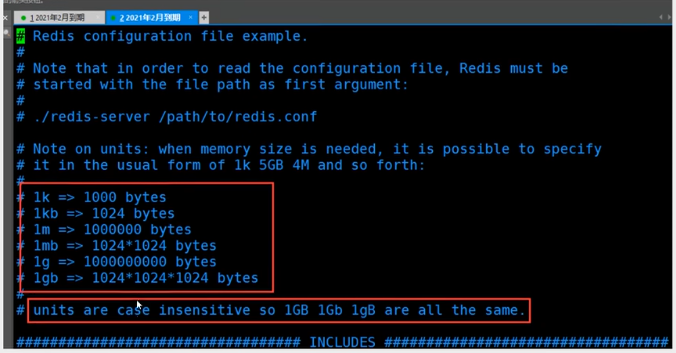 1 2021年2月到期
2 2021年2月到期
# Redis configuration file example.
#
# Note that in order to read the configuration file, Redis must be
# started with the file path as first argument:
#
# ./redis-server /path/to/redis.conf

# Note on units: when memory size is needed, it is possible to specify
# it in the usual form of 1k 5GB 4M and so forth:
#
# 1k => 1000 bytes
# 1kb => 1024 bytes
# 1m => 1000000 bytes
# 1mb => 1024*1024 bytes
# 1g => 1000000000 bytes
# 1gb => 1024*1024*1024 bytes
#
# units are case insensitive so 1GB 1Gb 1gB are all the same.

################################## INCLUDES ###################################